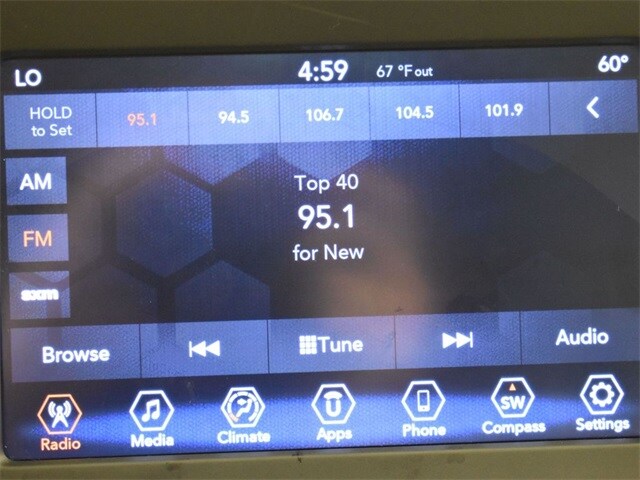 LO 4:59 67 °F out 60°
HOLD
to Set
95.1 94.5 106.7 104.5 101.9
AM
FM
sxm
Top 40
95.1
for New
Browse Tune Audio
Radio Media Climate Apps Phone SW Compass Settings